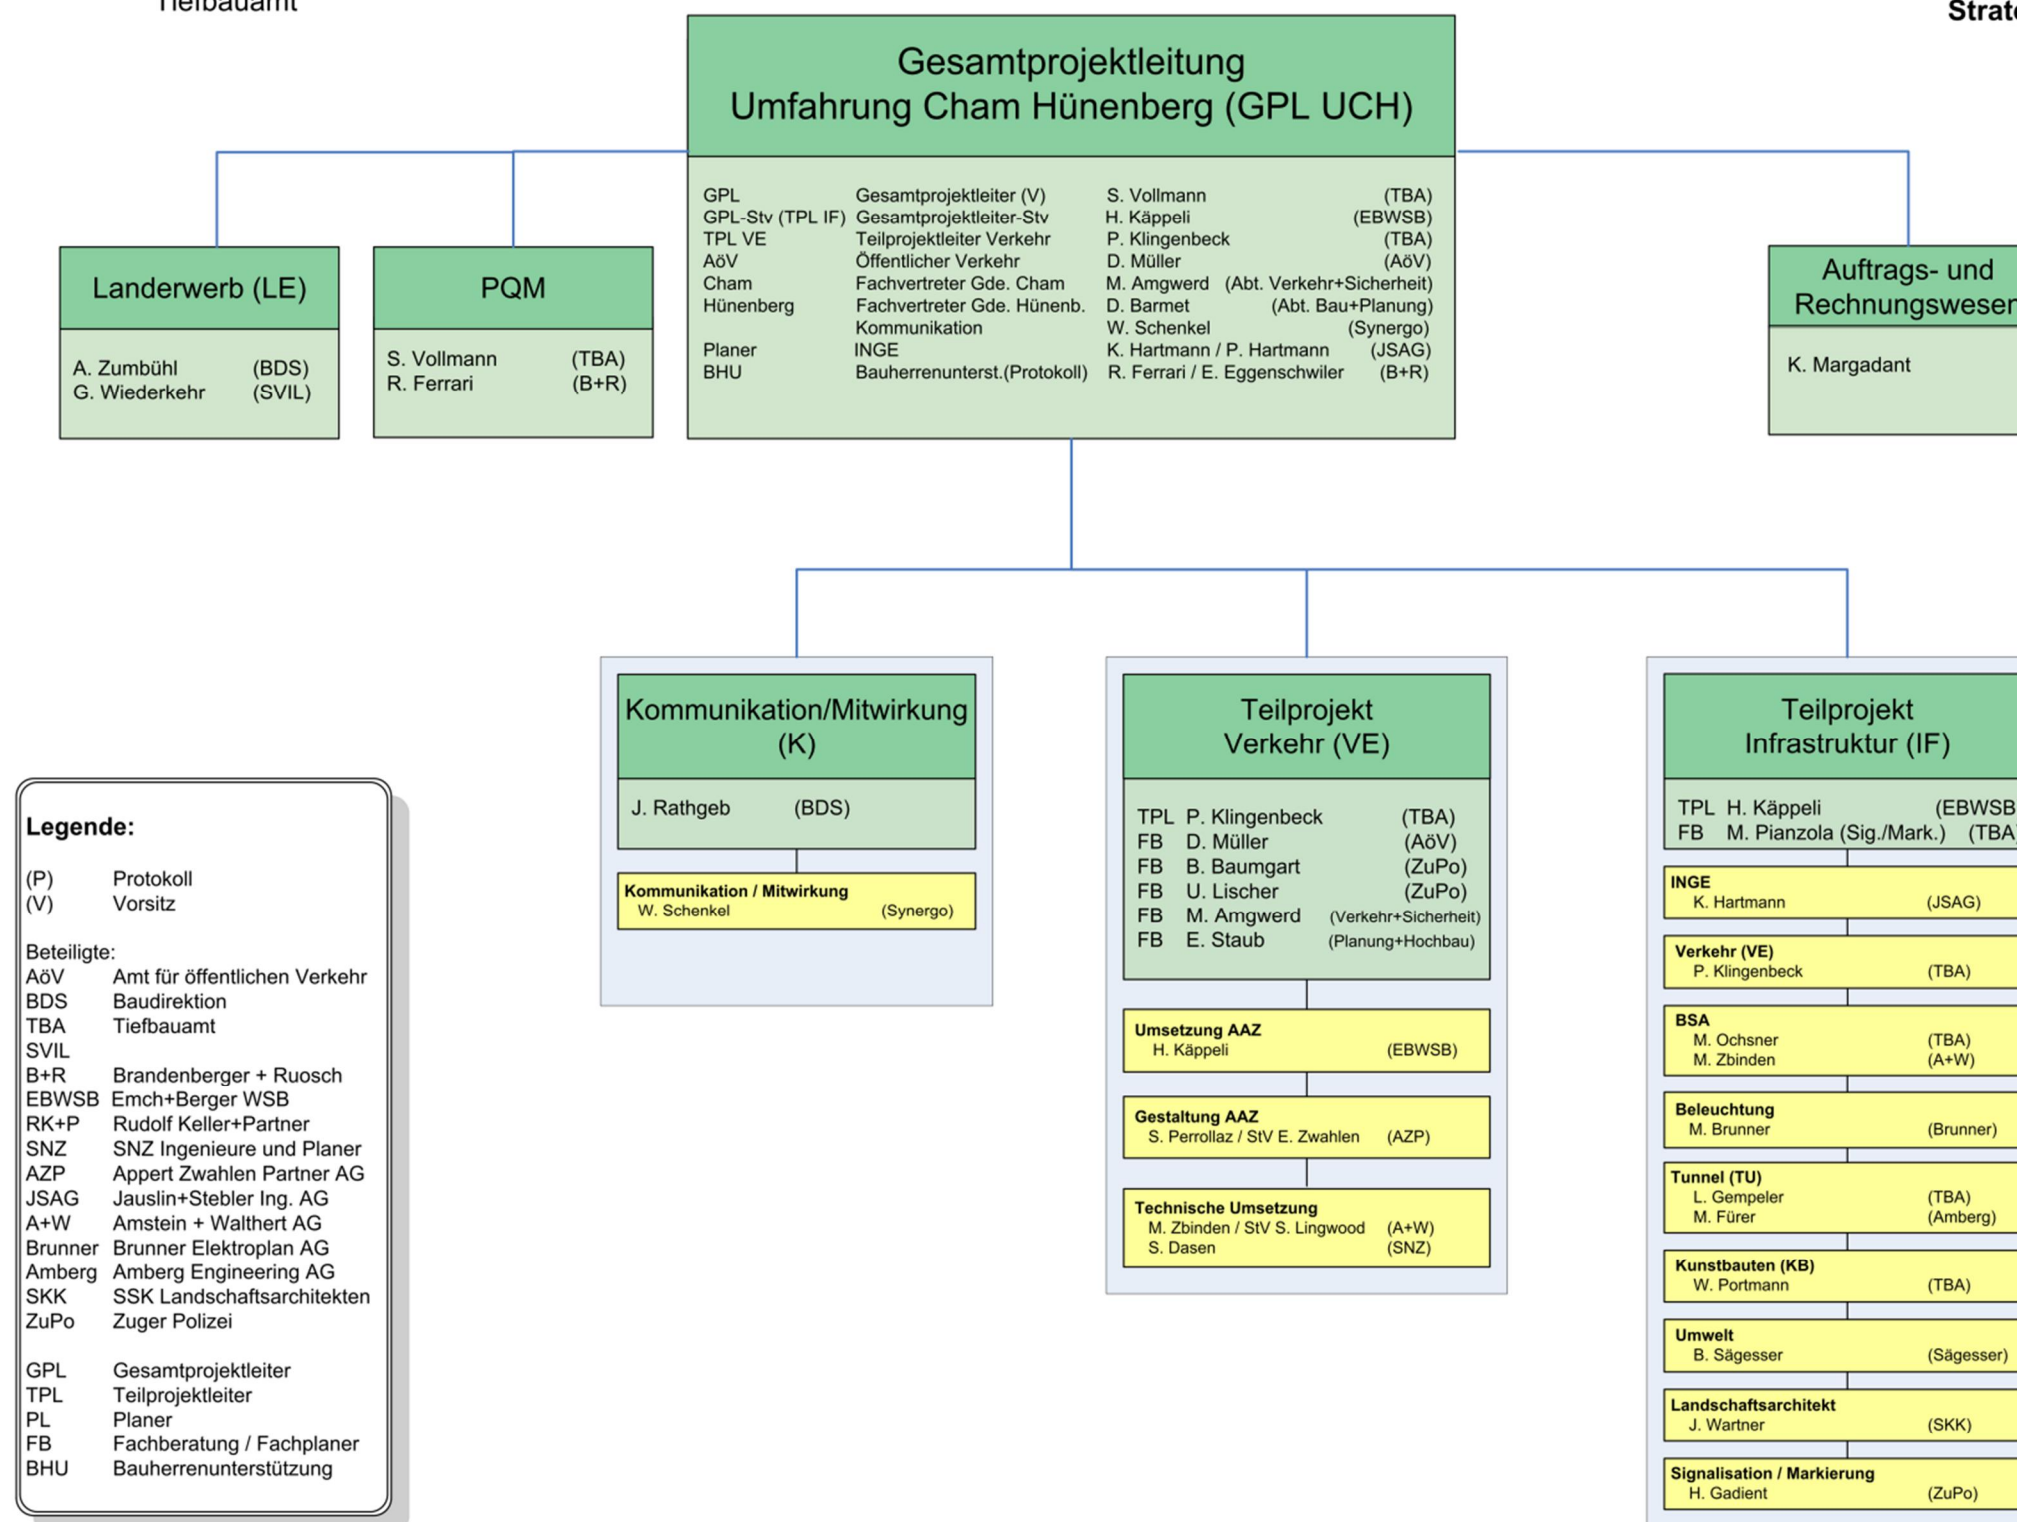 Tiefbauamt
Strat
Gesamtprojektleitung
Umfahrung Cham Hünenberg (GPL UCH)
GPL Gesamtprojektleiter (V) S. Vollmann (TBA)
GPL-Stv (TPL IF) Gesamtprojektleiter-Stv H. Käppeli (EBWSB)
TPL VE Teilprojektleiter Verkehr P. Klingenbeck (TBA)
AöV Öffentlicher Verkehr D. Müller (AöV)
Cham Fachvertreter Gde. Cham M. Amgwerd (Abt. Verkehr+Sicherheit)
Hünenberg Fachvertreter Gde. Hünenb. D. Barmet (Abt. Bau+Planung)
Kommunikation W. Schenkel (Synergo)
Planer INGE K. Hartmann / P. Hartmann (JSAG)
BHU Bauherrenunterst.(Protokoll) R. Ferrari / E. Eggenschwiler (B+R)
Landerwerb (LE)
A. Zumbühl (BDS)
G. Wiederkehr (SVIL)
PQM
S. Vollmann (TBA)
R. Ferrari (B+R)
Auftrags- und
Rechnungswesen
K. Margadant
Kommunikation/Mitwirkung
(K)
J. Rathgeb (BDS)
Kommunikation / Mitwirkung
W. Schenkel (Synergo)
Teilprojekt
Verkehr (VE)
TPL P. Klingenbeck (TBA)
FB D. Müller (AöV)
FB B. Baumgart (ZuPo)
FB U. Lischer (ZuPo)
FB M. Amgwerd (Verkehr+Sicherheit)
FB E. Staub (Planung+Hochbau)
Umsetzung AAZ
H. Käppeli (EBWSB)
Gestaltung AAZ
S. Perrollaz / StV E. Zwahlen (AZP)
Technische Umsetzung
M. Zbinden / StV S. Lingwood (A+W)
S. Dasen (SNZ)
Teilprojekt
Infrastruktur (IF)
TPL H. Käppeli (EBWSB
FB M. Pianzola (Sig./Mark.) (TBA)
INGE
K. Hartmann (JSAG)
Verkehr (VE)
P. Klingenbeck (TBA)
BSA
M. Ochsner (TBA)
M. Zbinden (A+W)
Beleuchtung
M. Brunner (Brunner)
Tunnel (TU)
L. Gempeler (TBA)
M. Fürer (Amberg)
Kunstbauten (KB)
W. Portmann (TBA)
Umwelt
B. Sägesser (Sägesser)
Landschaftsarchitekt
J. Wartner (SKK)
Signalisation / Markierung
H. Gadient (ZuPo)
Legende:
(P) Protokoll
(V) Vorsitz
Beteiligte:
AöV Amt für öffentlichen Verkehr
BDS Baudirektion
TBA Tiefbauamt
SVIL
B+R Brandenberger + Ruosch
EBWSB Emch+Berger WSB
RK+P Rudolf Keller+Partner
SNZ SNZ Ingenieure und Planer
AZP Appert Zwahlen Partner AG
JSAG Jauslin+Stebler Ing. AG
A+W Amstein + Walthert AG
Brunner Brunner Elektroplan AG
Amberg Amberg Engineering AG
SKK SSK Landschaftsarchitekten
ZuPo Zuger Polizei
GPL Gesamtprojektleiter
TPL Teilprojektleiter
PL Planer
FB Fachberatung / Fachplaner
BHU Bauherrenunterstützung